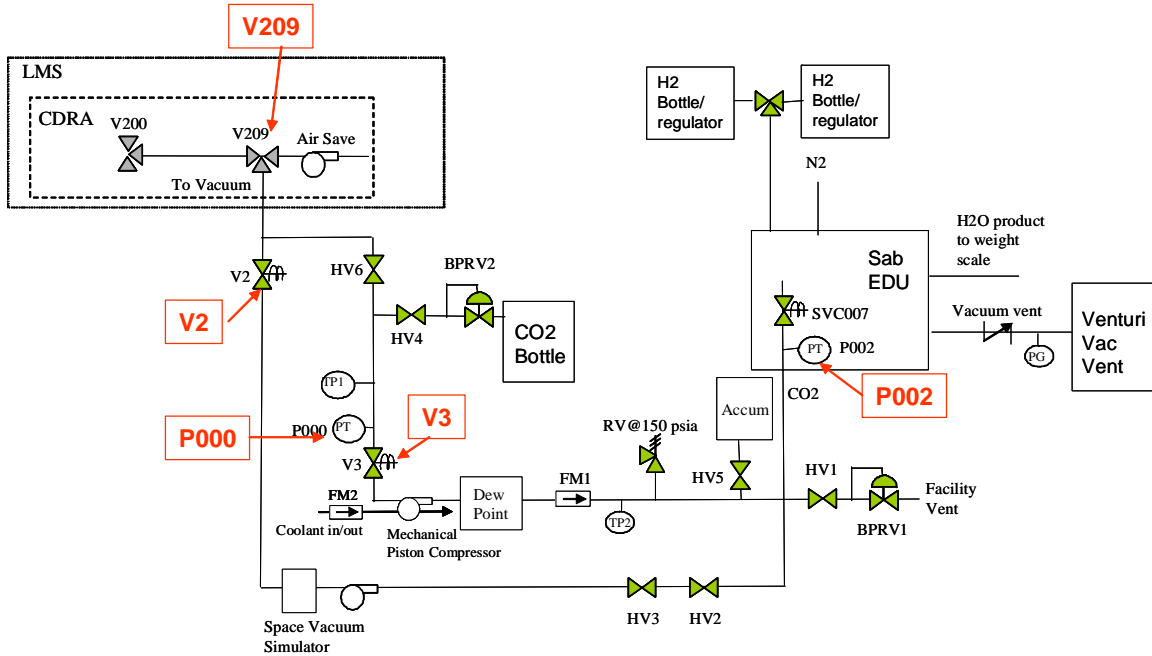 V209
LMS
CDRA
V200
V209
Air Save
To Vacuum
H2
Bottle/
regulator
H2
Bottle/
regulator
N2
H2O product
to weight
scale
Sab
EDU
V2
V2
HV6
BPRV2
HV4
CO2
Bottle
SVC007
PT
P002
P002
CO2
Vacuum vent
PG
Venturi
Vac
Vent
TP1
P000
P000
PT
V3
V3
Accum
RV@150 psia
HV5
HV1
Facility
Vent
BPRV1
FM2
Coolant in/out
Mechanical
Piston Compressor
Dew
Point
FM1
TP2
HV3
HV2
Space Vacuum
Simulator